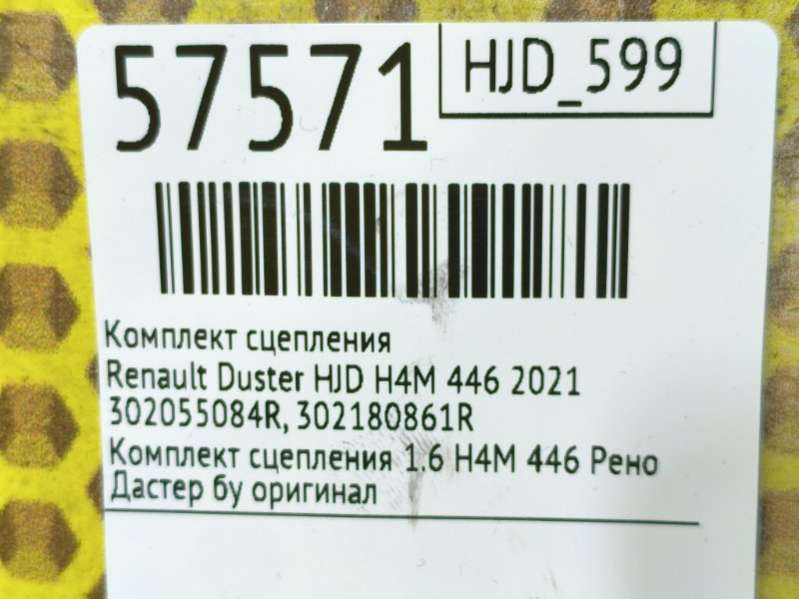 57571
HJD_599
Комплект сцепления
Renault Duster HJD H4M 446 2021
302055084R, 302180861R
Комплект сцепления 1.6 H4M 446 Рено
Дастер бу оригинал